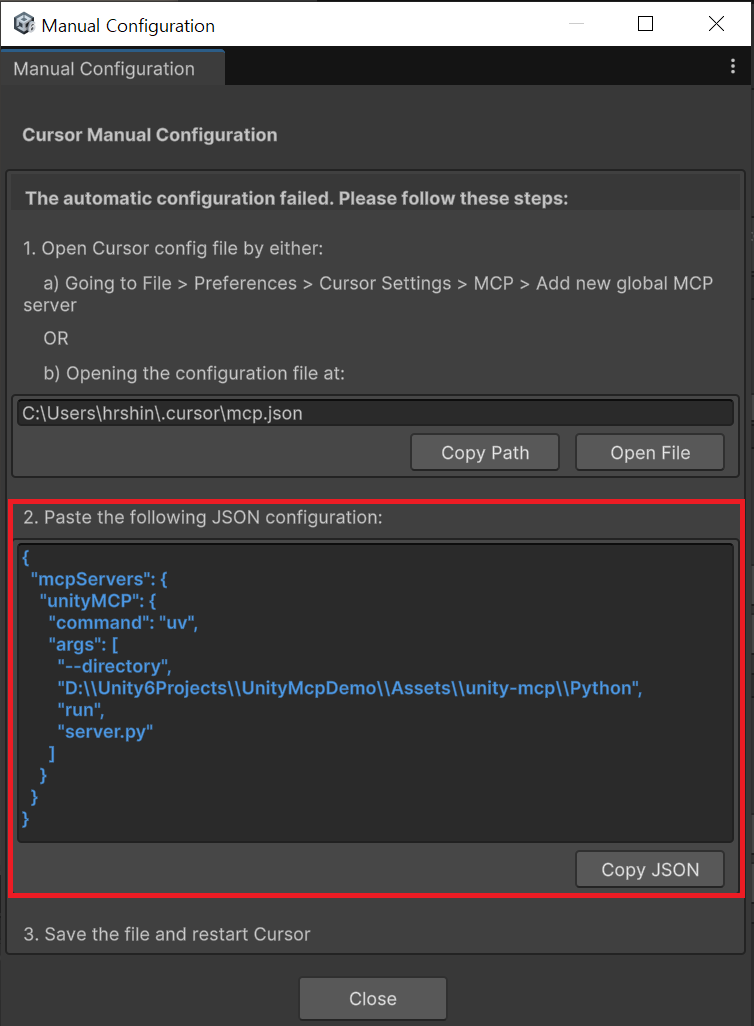 Manual Configuration
Manual Configuration
Cursor Manual Configuration
The automatic configuration failed. Please follow these steps:
1. Open Cursor config file by either:
a) Going to File > Preferences > Cursor Settings > MCP > Add new global MCP
server
OR
b) Opening the configuration file at:
C:\Users\hrshin\.cursor\mcp.json
Copy Path Open File
2. Paste the following JSON configuration:
{
"mcpServers": {
"unityMCP": {
"command": "uv",
"args": [
"--directory",
"D:\\Unity6Projects\\UnityMcpDemo\\Assets\\unity-mcp\\Python",
"run",
"server.py"
]
}
}
}
Copy JSON
3. Save the file and restart Cursor
Close